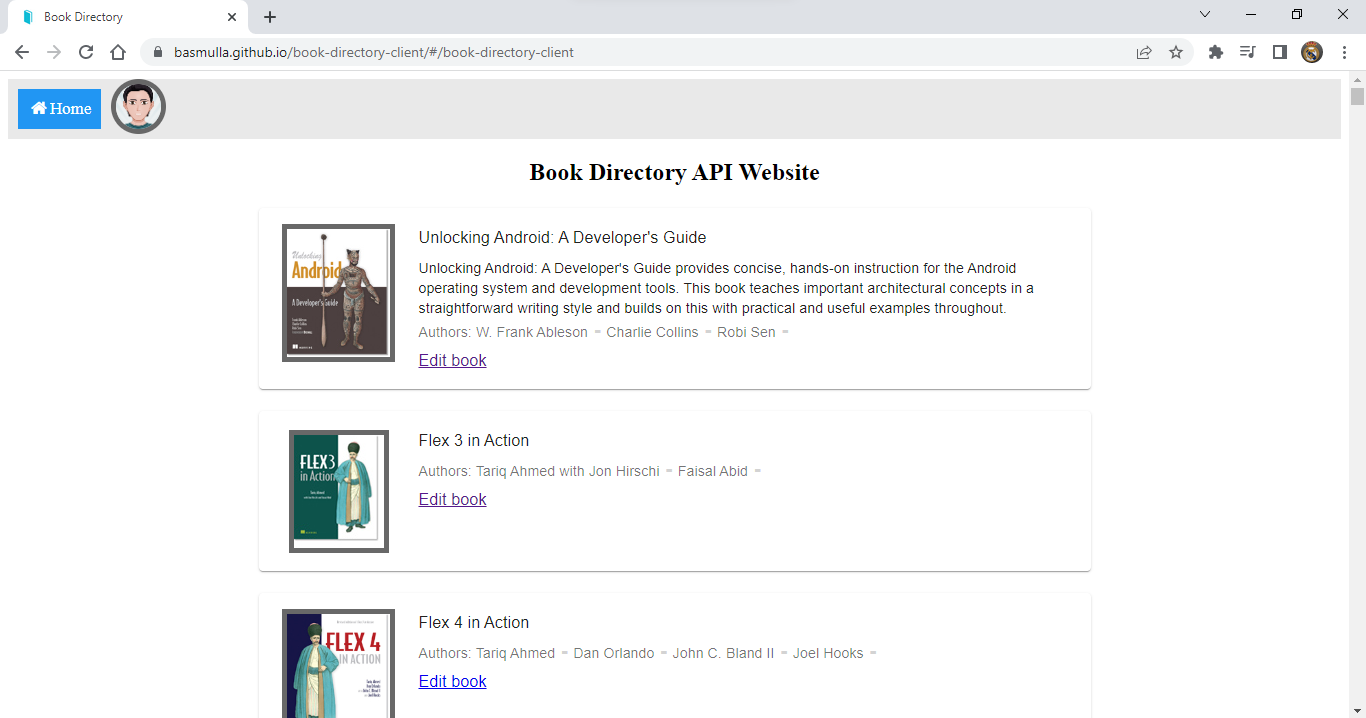 Book Directory
basmulla.github.io/book-directory-client/#/book-directory-client
Home
Book Directory API Website
Unlocking
Android
A Developer's Guide
Unlocking Android: A Developer's Guide
Unlocking Android: A Developer's Guide provides concise, hands-on instruction for the Android
operating system and development tools. This book teaches important architectural concepts in a
straightforward writing style and builds on this with practical and useful examples throughout.
Authors: W. Frank Ableson - Charlie Collins - Robi Sen -
Edit book
FLEX 3
in Action
Flex 3 in Action
Authors: Tariq Ahmed with Jon Hirschi - Faisal Abid -
Edit book
FLEX 4
IN ACTION
Flex 4 in Action
Authors: Tariq Ahmed - Dan Orlando - John C. Bland II - Joel Hooks -
Edit book